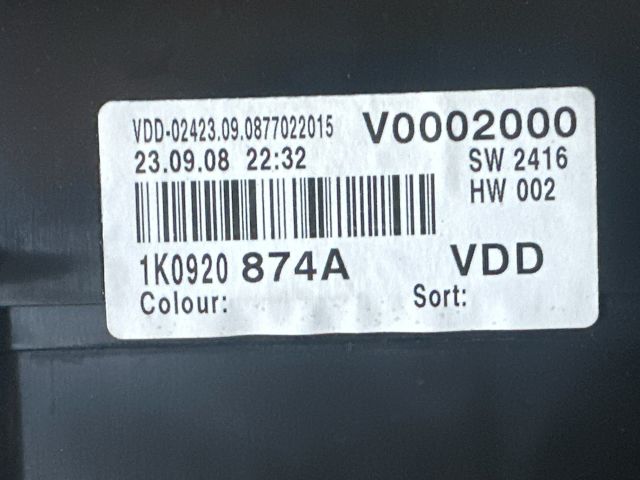 VDD-02423.09.0877022015 V0002000
23.09.08 22:32 SW 2416
HW 002
1K0920 874A VDD
Colour: Sort: